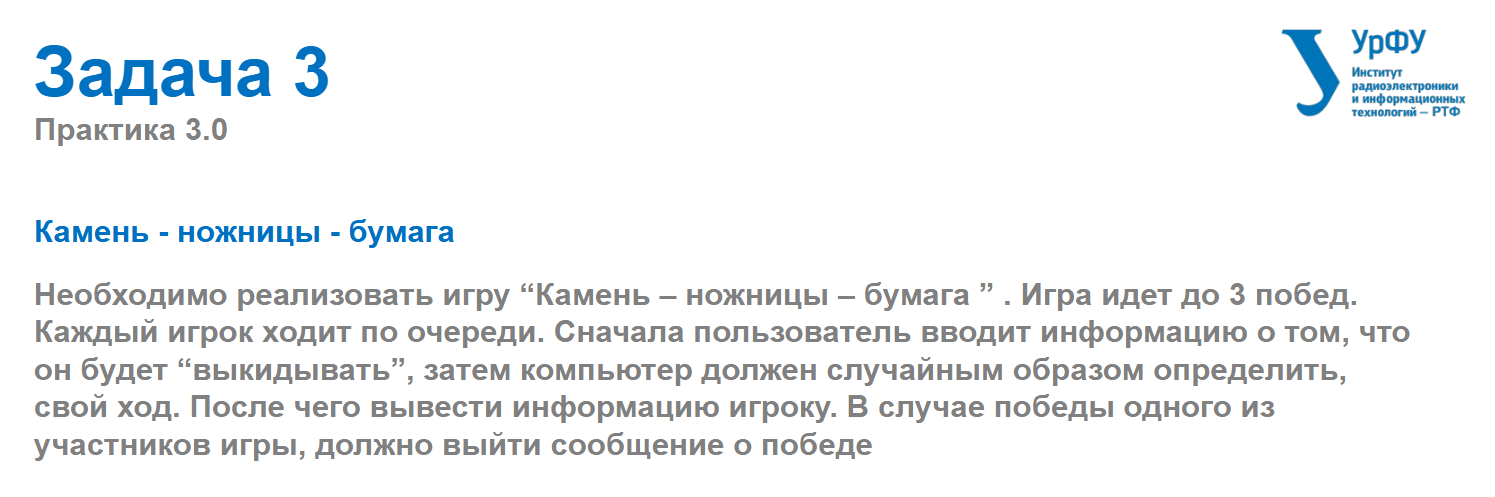 Задача 3
Практика 3.0
УрФУ
Институт
радиоэлектроники
и информационных
технологий – РТФ
Камень - ножницы - бумага
Необходимо реализовать игру “Камень – ножницы – бумага ” . Игра идет до 3 побед.
Каждый игрок ходит по очереди. Сначала пользователь вводит информацию о том, что
он будет “выкидывать”, затем компьютер должен случайным образом определить,
свой ход. После чего вывести информацию игроку. В случае победы одного из
участников игры, должно выйти сообщение о победе